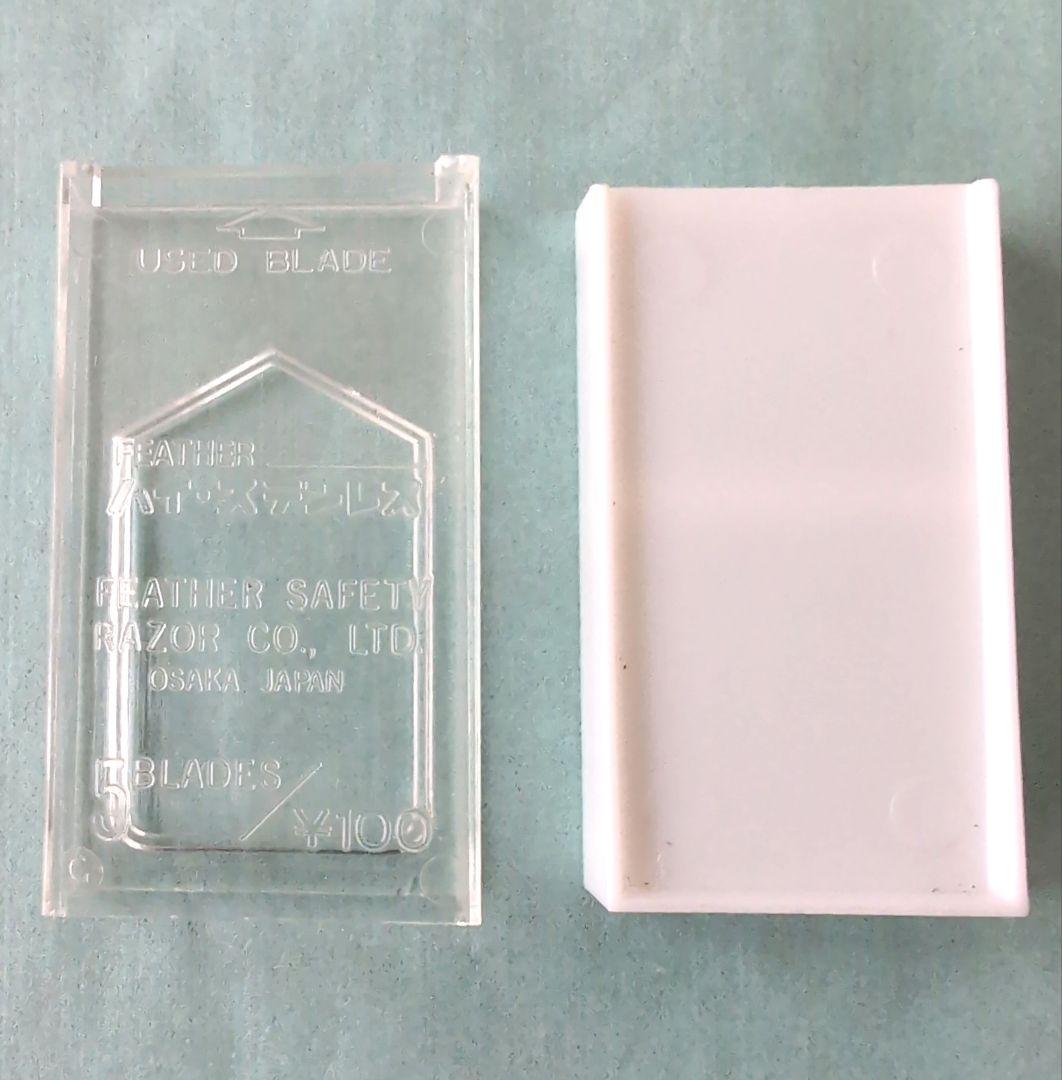 USED BLADE
FEATHER
ハイ・ステンレス
FEATHER SAFETY
RAZOR CO., LTD.
OSAKA JAPAN
5 BLADES/¥100